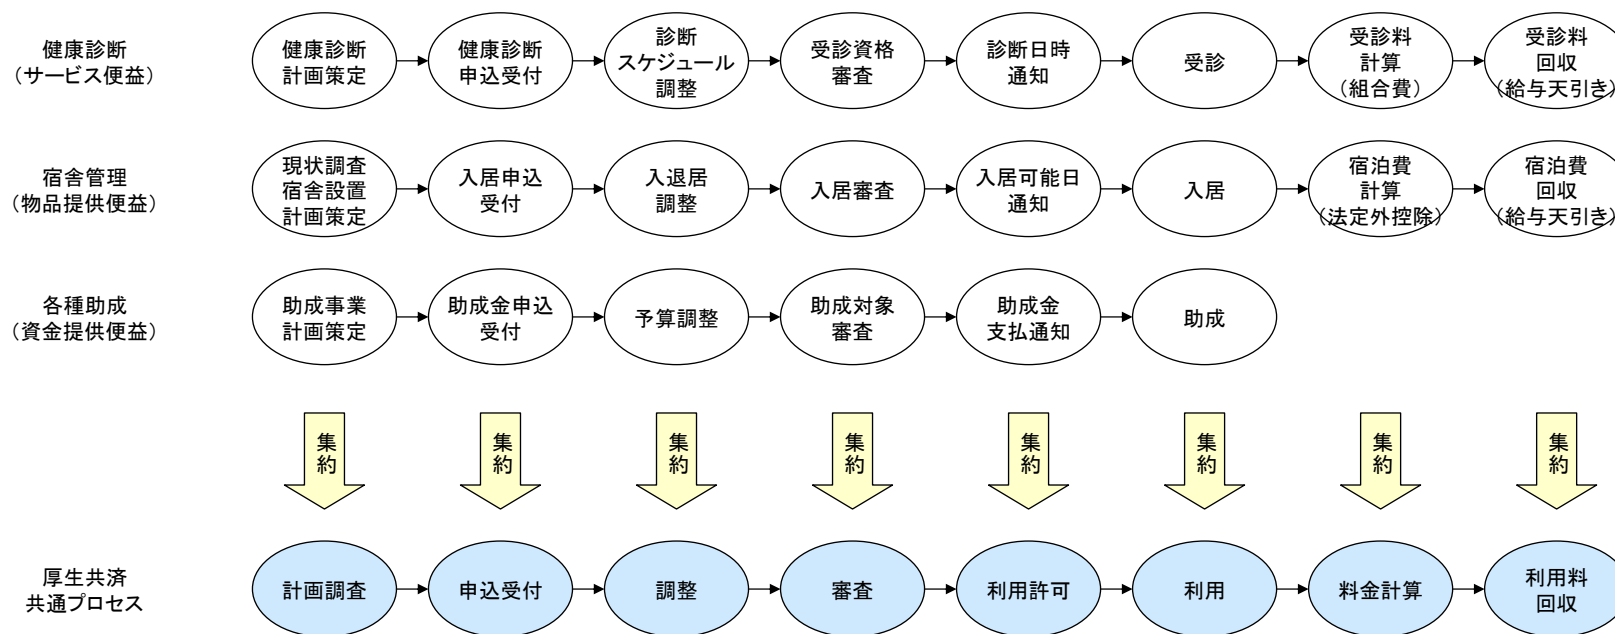 健康診断
（サービス便益）
健康診断
計画策定
健康診断
申込受付
診断
スケジュール
調整
受診資格
審査
診断日時
通知
受診
受診料
計算
（組合費）
受診料
回収
（給与天引き）
宿舎管理
（物品提供便益）
現状調査
宿舎設置
計画策定
入居申込
受付
入退居
調整
入居審査
入居可能日
通知
入居
宿泊費
計算
（法定外控除）
宿泊費
回収
（給与天引き）
各種助成
（資金提供便益）
助成事業
計画策定
助成金申込
受付
予算調整
助成対象
審査
助成金
支払通知
助成
集約
集約
集約
集約
集約
集約
集約
集約
厚生共済
共通プロセス
計画調査
申込受付
調整
審査
利用許可
利用
料金計算
利用料
回収